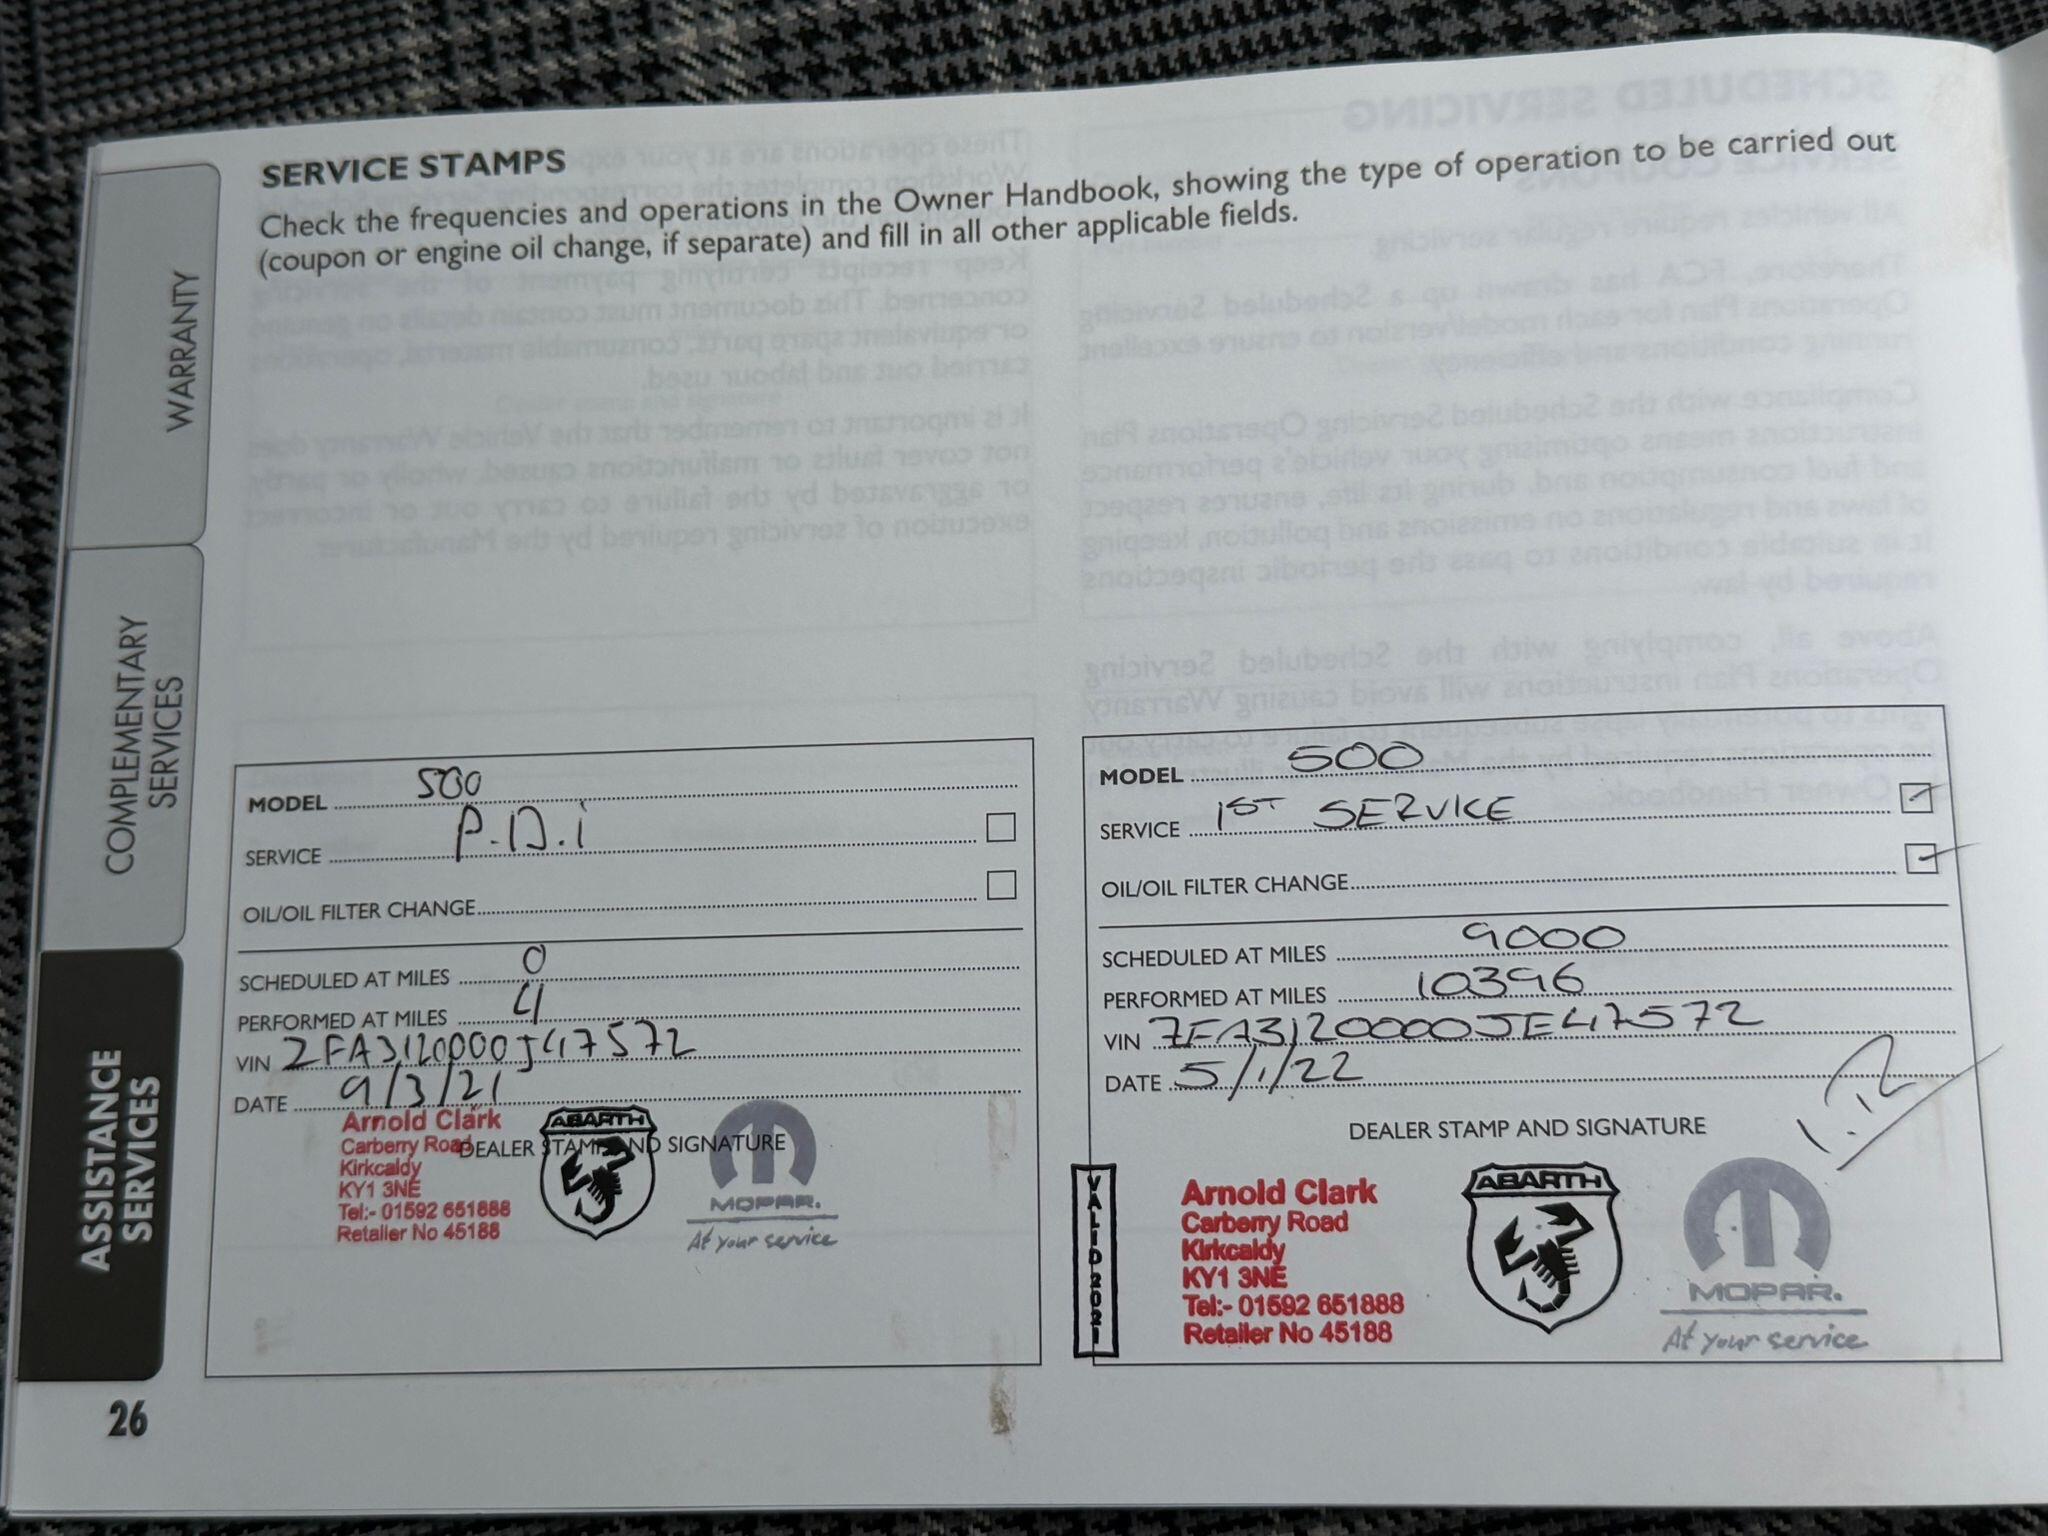 SERVICE STAMPS
Check the frequencies and operations in the Owner Handbook, showing the type of operation to be carried out
(coupon or engine oil change, if separate) and fill in all other applicable fields.
WARRANTY
COMPLEMENTARY
SERVICES
ASSISTANCE
SERVICES
MODEL 500
SERVICE P.D.i
OIL/OIL FILTER CHANGE
SCHEDULED AT MILES 0
PERFORMED AT MILES 4
VIN ZFA3120000J47572
DATE 9/3/21
DEALER STAMP AND SIGNATURE
Arnold Clark
Carberry Road
Kirkcaldy
KY1 3NE
Tel:- 01592 651888
Retailer No 45188
ABARTH
MOPAR.
At your service
MODEL 500
SERVICE 1ST SERVICE
OIL/OIL FILTER CHANGE
SCHEDULED AT MILES 9000
PERFORMED AT MILES 10396
VIN ZFA3120000JE47572
DATE 5/1/22
DEALER STAMP AND SIGNATURE
VALID2021
Arnold Clark
Carberry Road
Kirkcaldy
KY1 3NE
Tel:- 01592 651888
Retailer No 45188
ABARTH
MOPAR.
At your service
26